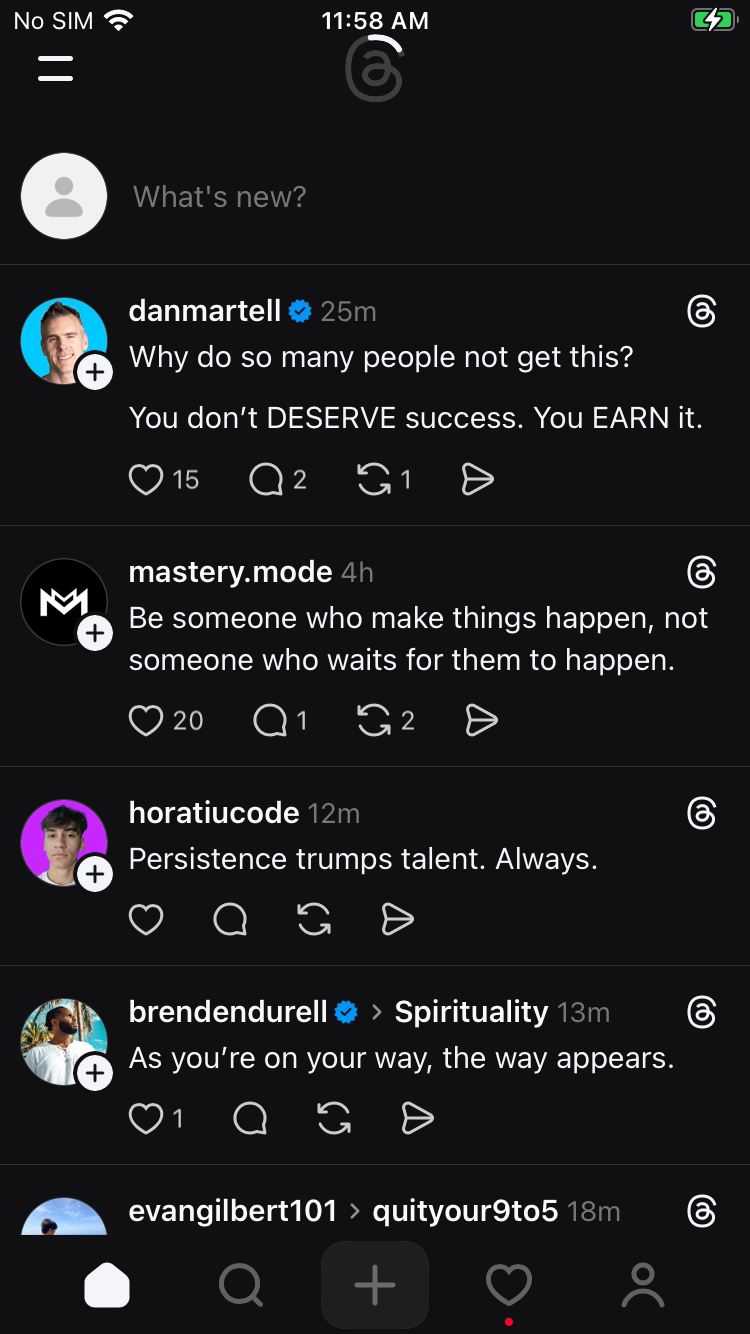 No SIM 11:58 AM
What's new?
danmartell 25m
Why do so many people not get this?
You don’t DESERVE success. You EARN it.
15 2 1
mastery.mode 4h
Be someone who make things happen, not
someone who waits for them to happen.
20 1 2
horatiucode 12m
Persistence trumps talent. Always.
brendendurell > Spirituality 13m
As you’re on your way, the way appears.
1
evangilbert101 > quityour9to5 18m